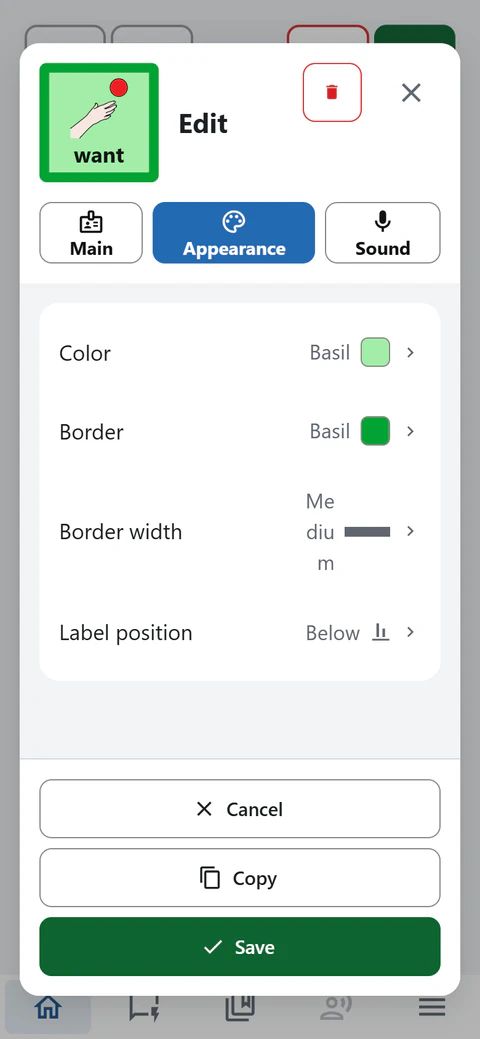 want
Edit
Main
Appearance
Sound
Color
Basil
Border
Basil
Border width
Me
diu
m
Label position
Below
Cancel
Copy
Save